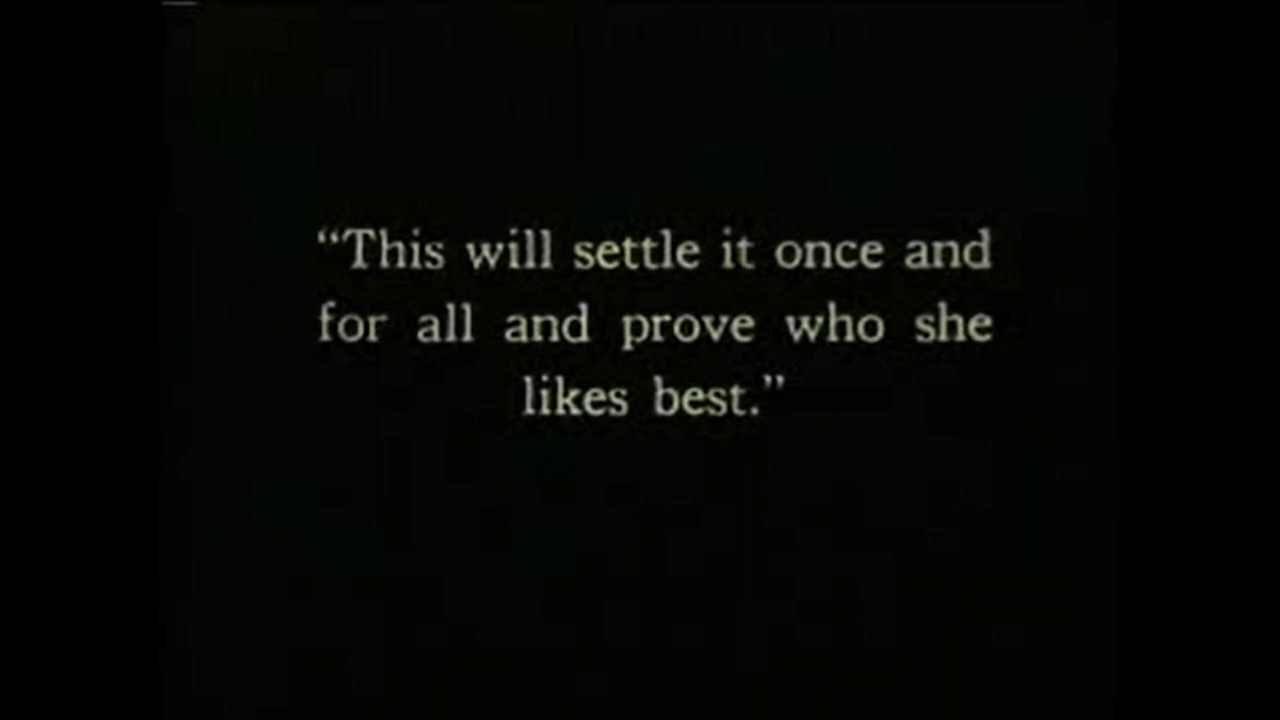 “This will settle it once and
for all and prove who she
likes best.”